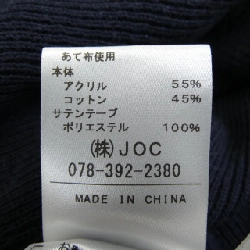 あて布使用
本体
アクリル 55%
コットン 45%
サテンテープ
ポリエステル 100%
(株)JOC
078-392-2380
MADE IN CHINA